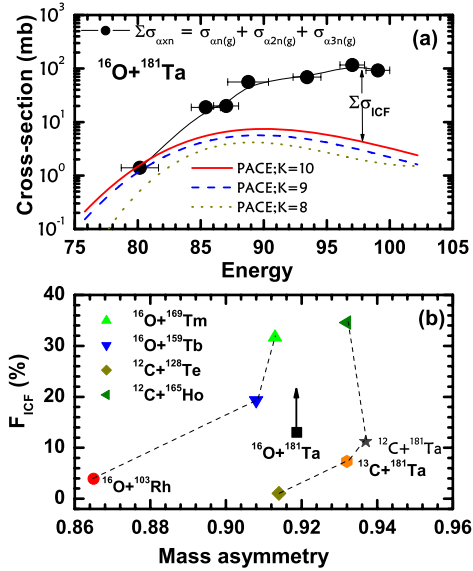 Σσαxn = σαn(g)+ σα2n(g)+ σα3n(g)
(a)
¹⁶O+¹⁸¹Ta
ΣσICF
PACE;K=10
PACE;K=9
PACE;K=8
Cross-section (mb)
10³
10²
10¹
10⁰
10⁻¹
75 80 85 90 95 100 105
Energy
(b)
¹⁶O+¹⁶⁹Tm
¹⁶O+¹⁵⁹Tb
¹²C+¹²⁸Te
¹²C+¹⁶⁵Ho
¹⁶O+¹⁸¹Ta
¹²C+¹⁸¹Ta
¹³C+¹⁸¹Ta
¹⁶O+¹⁰³Rh
FICF (%)
40
30
20
10
0
0.86 0.88 0.90 0.92 0.94 0.96
Mass asymmetry